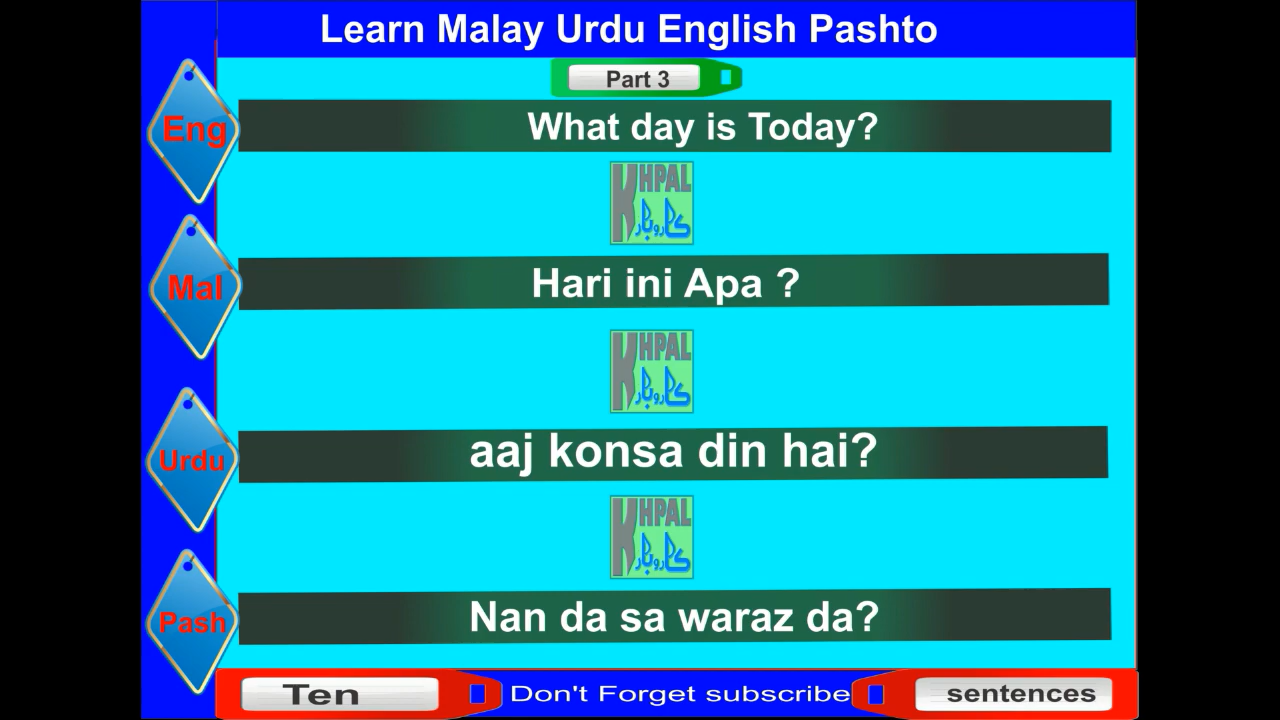 Learn Malay Urdu English Pashto
Part 3
Eng
What day is Today?
KHPAL
کاروبار
Mal
Hari ini Apa ?
KHPAL
کاروبار
Urdu
aaj konsa din hai?
KHPAL
کاروبار
Pash
Nan da sa waraz da?
Ten
Don't Forget subscribe
sentences